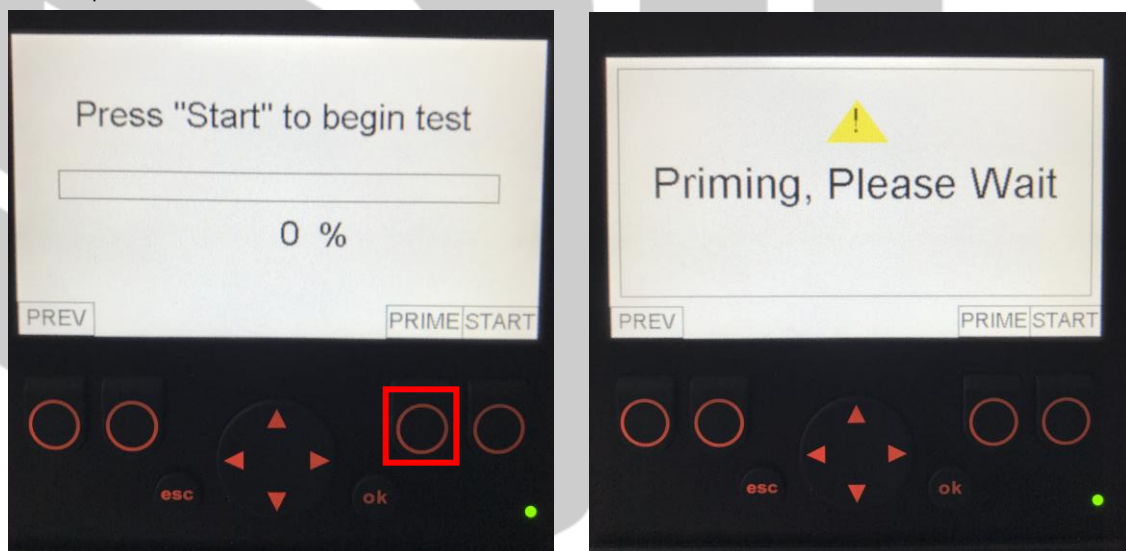 Press "Start" to begin test
0 %
PREV
PRIME START
esc
ok
!
Priming, Please Wait
PREV
PRIME START
esc
ok